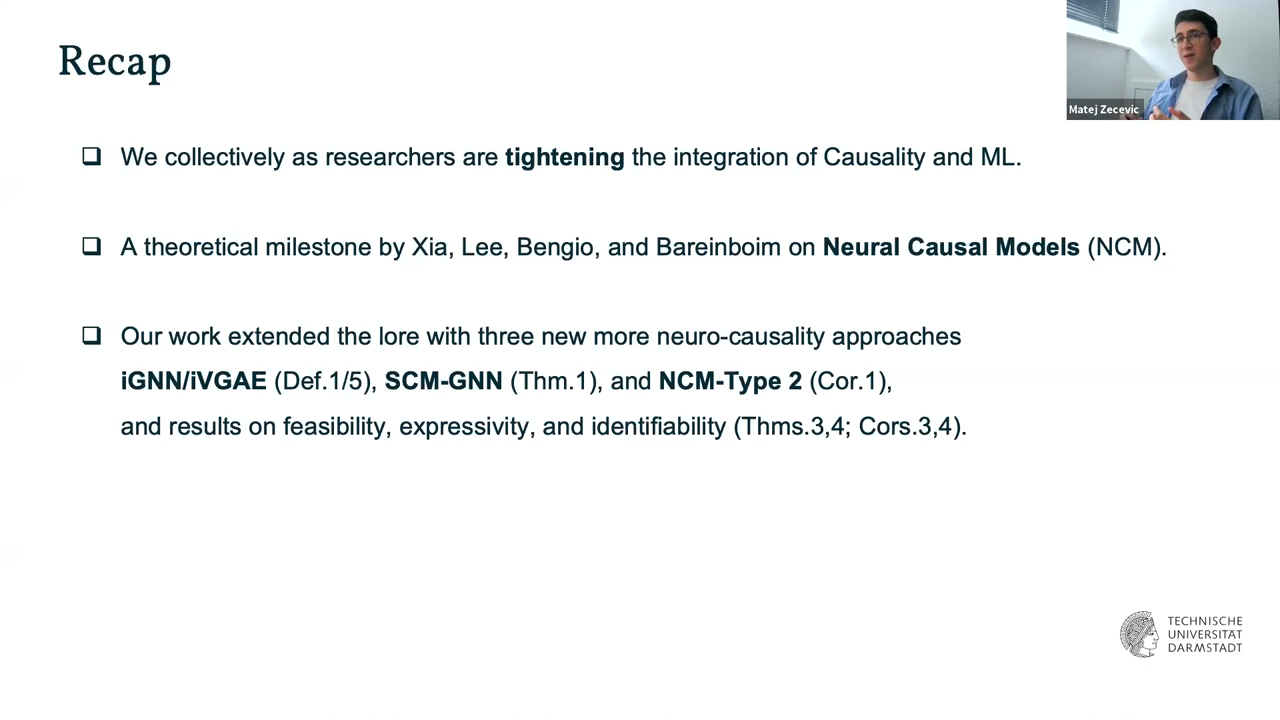 Recap
Matej Zecevic
❑ We collectively as researchers are tightening the integration of Causality and ML.
❑ A theoretical milestone by Xia, Lee, Bengio, and Bareinboim on Neural Causal Models (NCM).
❑ Our work extended the lore with three new more neuro-causality approaches
iGNN/iVGAE (Def.1/5), SCM-GNN (Thm.1), and NCM-Type 2 (Cor.1),
and results on feasibility, expressivity, and identifiability (Thms.3,4; Cors.3,4).
TECHNISCHE
UNIVERSITÄT
DARMSTADT